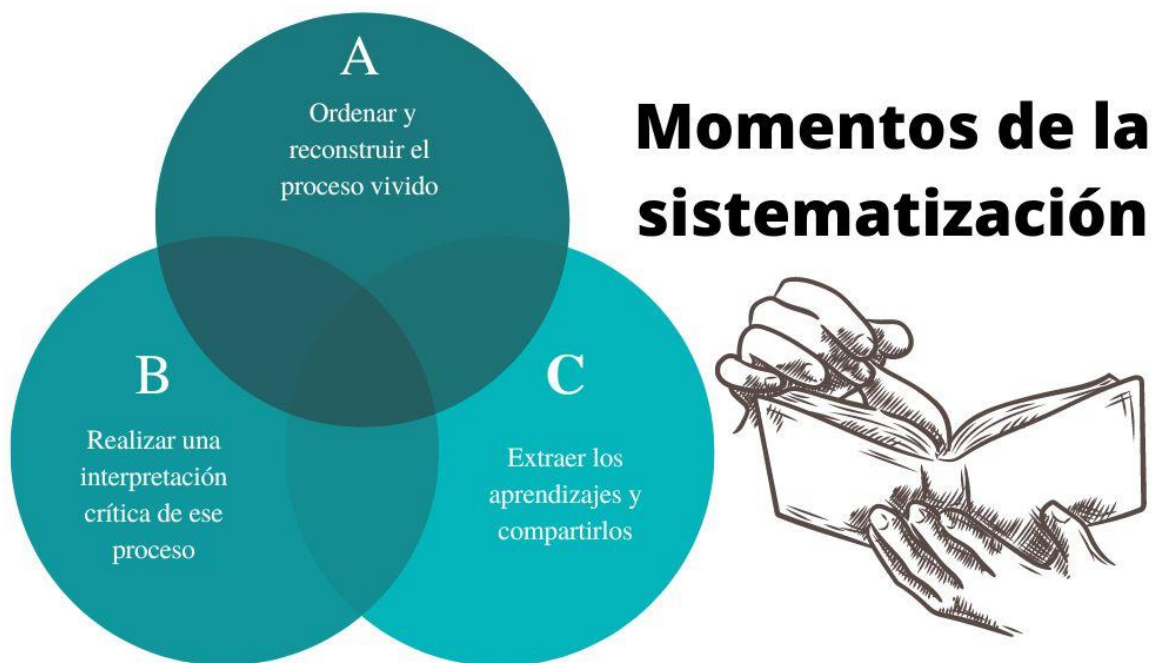 Momentos de la
sistematización
A
Ordenar y
reconstruir el
proceso vivido
B
Realizar una
interpretación
crítica de ese
proceso
C
Extraer los
aprendizajes y
compartirlos